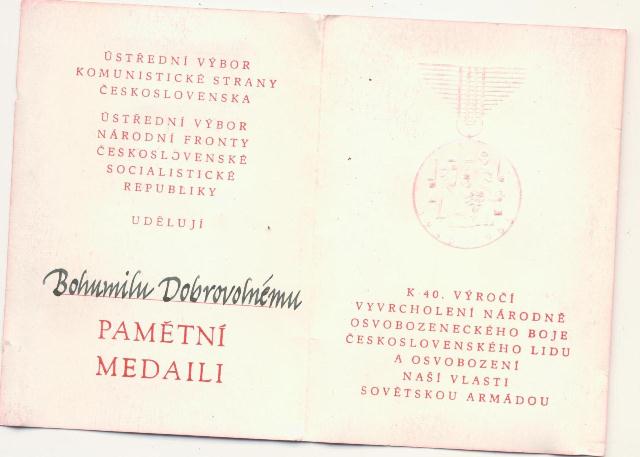 ÚSTŘEDNÍ VÝBOR
KOMUNISTICKÉ STRANY
ČESKOSLOVENSKA
ÚSTŘEDNÍ VÝBOR
NÁRODNÍ FRONTY
ČESKOSLOVENSKÉ
SOCIALISTICKÉ
REPUBLIKY
UDĚLUJÍ
Bohumilu Dobrovolnému
PAMĚTNÍ
MEDAILI
K 40. VÝROČÍ
VYVRCHOLENÍ NÁRODNĚ
OSVOBOZENECKÉHO BOJE
ČESKOSLOVENSKÉHO LIDU
A OSVOBOZENÍ
NAŠÍ VLASTI
SOVĚTSKOU ARMÁDOU